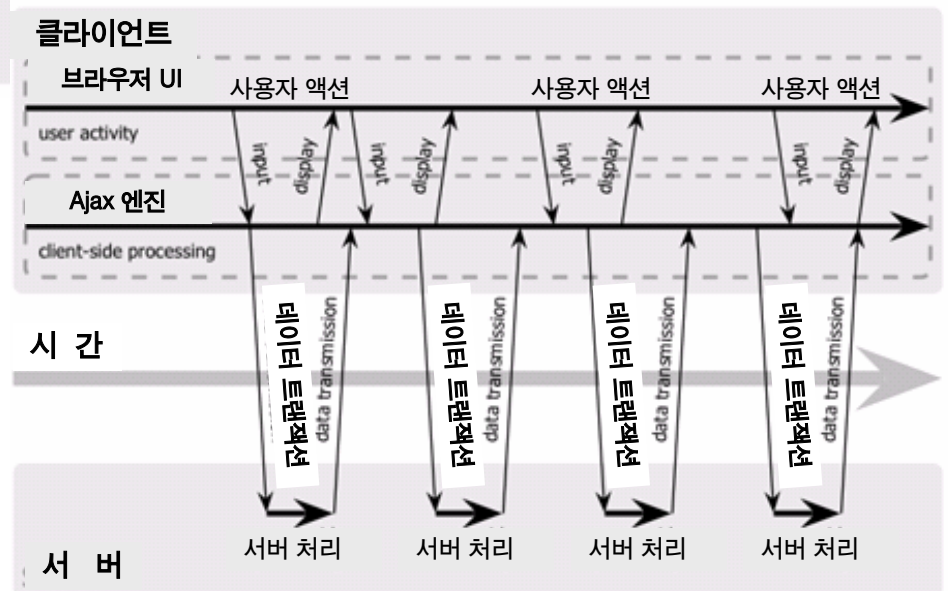 클라이언트
브라우저 UI
사용자 액션
사용자 액션
사용자 액션
user activity
input
display
input
display
input
display
input
display
Ajax 엔진
client-side processing
데이터 트랜잭션
data transmission
데이터 트랜잭션
data transmission
데이터 트랜잭션
data transmission
데이터 트랜잭션
data transmission
시 간
서버 처리
서버 처리
서버 처리
서버 처리
서 버